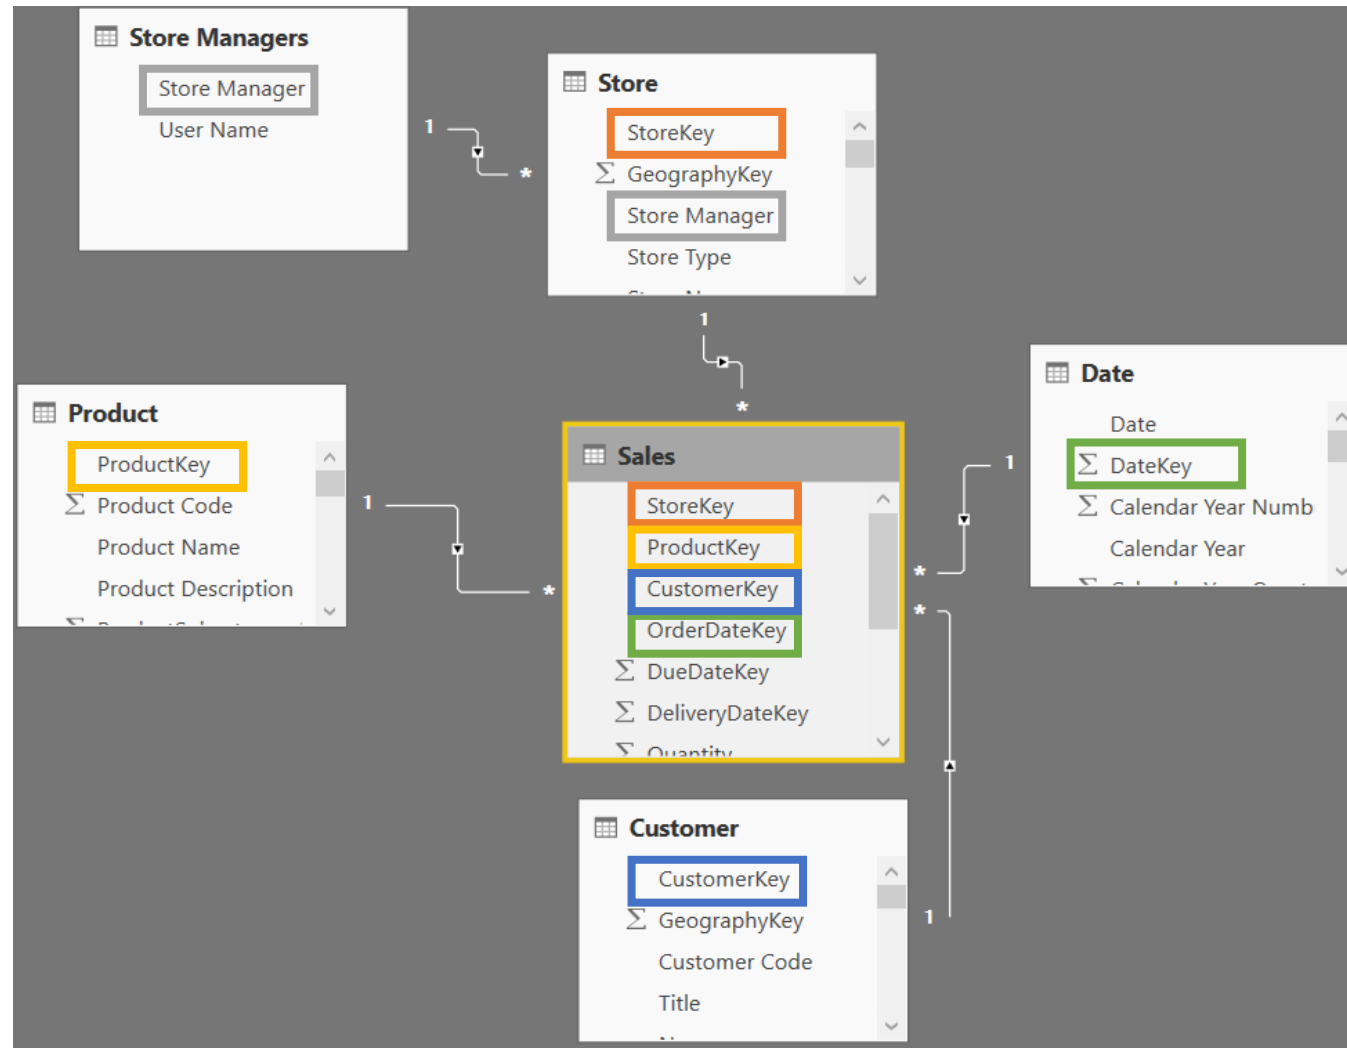 Store Managers
Store Manager
User Name
1
*
Store
StoreKey
Σ GeographyKey
Store Manager
Store Type
1
*
Product
ProductKey
Σ Product Code
Product Name
Product Description
1
*
Sales
StoreKey
ProductKey
CustomerKey
OrderDateKey
Σ DueDateKey
Σ DeliveryDateKey
Σ Quantity
Date
Date
Σ DateKey
Σ Calendar Year Numb
Calendar Year
1
*
*
Customer
CustomerKey
Σ GeographyKey
Customer Code
Title
1